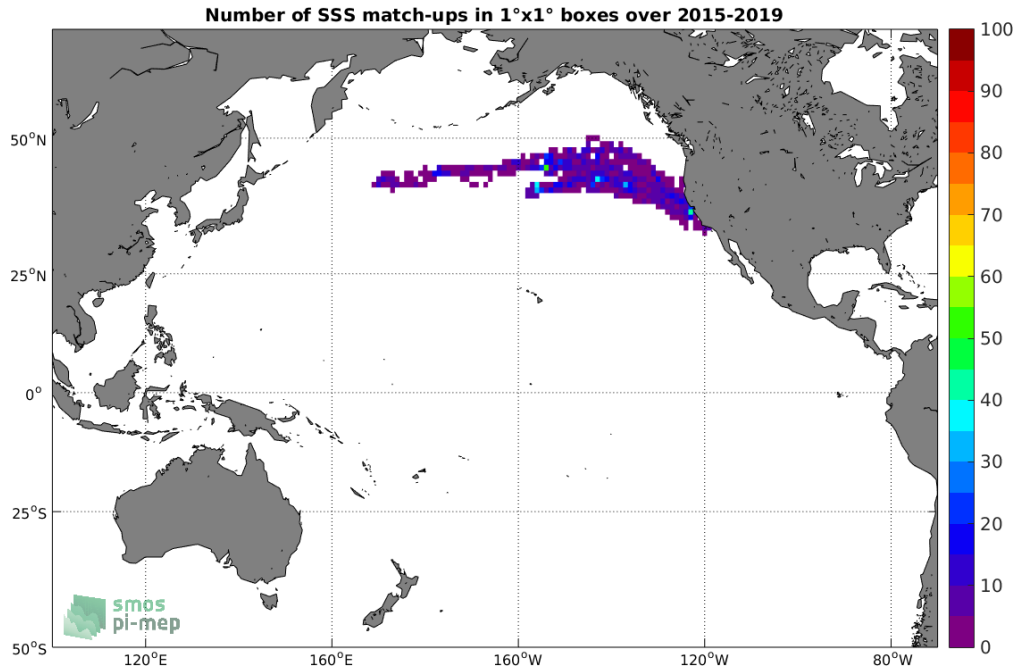 Number of SSS match-ups in 1°x1° boxes over 2015-2019
100
90
80
70
60
50
40
30
20
10
0
50°N
25°N
0°
25°S
50°S
120°E
160°E
160°W
120°W
80°W
smos
pi-mep